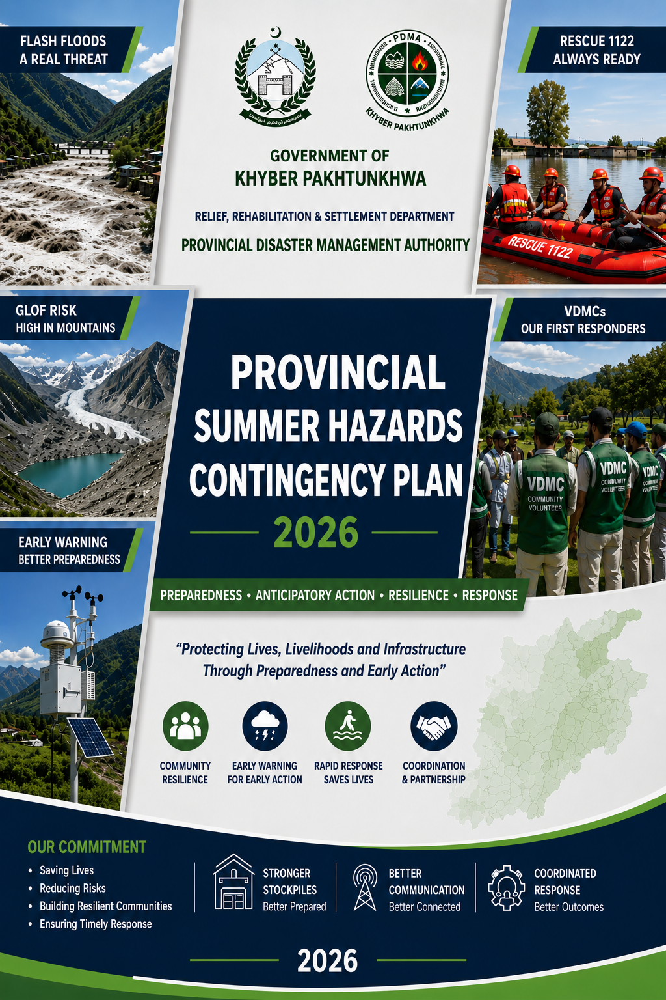 FLASH FLOODS
A REAL THREAT
RESCUE 1122
ALWAYS READY
PDMA
KHYBER PAKHTUNKHWA
GOVERNMENT OF
KHYBER PAKHTUNKHWA
RELIEF, REHABILITATION & SETTLEMENT DEPARTMENT
PROVINCIAL DISASTER MANAGEMENT AUTHORITY
RESCUE 1122
GLOF RISK
HIGH IN MOUNTAINS
VDMCs
OUR FIRST RESPONDERS
PROVINCIAL
SUMMER HAZARDS
CONTINGENCY PLAN
2026
VDMC
COMMUNITY
VOLUNTEER
VDMC
COMMUNITY
VOLUNTEER
VDMC
COMMUNITY
VOLUNTEER
EARLY WARNING
BETTER PREPAREDNESS
PREPAREDNESS • ANTICIPATORY ACTION • RESILIENCE • RESPONSE
“Protecting Lives, Livelihoods and Infrastructure
Through Preparedness and Early Action”
COMMUNITY
RESILIENCE
EARLY WARNING
FOR EARLY ACTION
RAPID RESPONSE
SAVES LIVES
COORDINATION
& PARTNERSHIP
OUR COMMITMENT
• Saving Lives
• Reducing Risks
• Building Resilient Communities
• Ensuring Timely Response
STRONGER
STOCKPILES
Better Prepared
BETTER
COMMUNICATION
Better Connected
COORDINATED
RESPONSE
Better Outcomes
2026